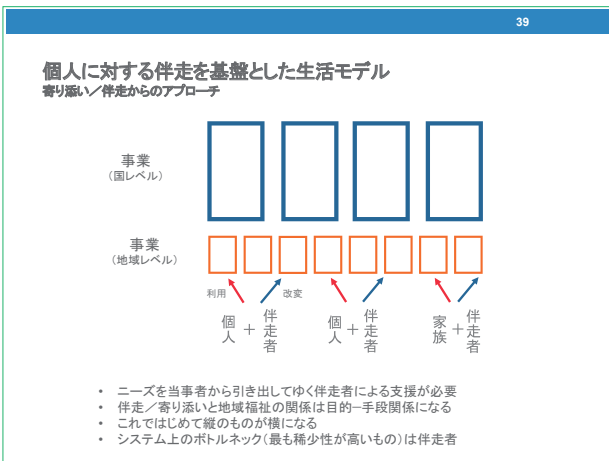 39
個人に対する伴走を基盤とした生活モデル
寄り添い／伴走からのアプローチ
事業
（国レベル）
事業
（地域レベル）
利用
改変
個人＋伴走者
個人＋伴走者
家族＋伴走者
• ニーズを当事者から引き出してゆく伴走者による支援が必要
• 伴走／寄り添いと地域福祉の関係は目的−手段関係になる
• これではじめて縦のものが横になる
• システム上のボトルネック（最も稀少性が高いもの）は伴走者